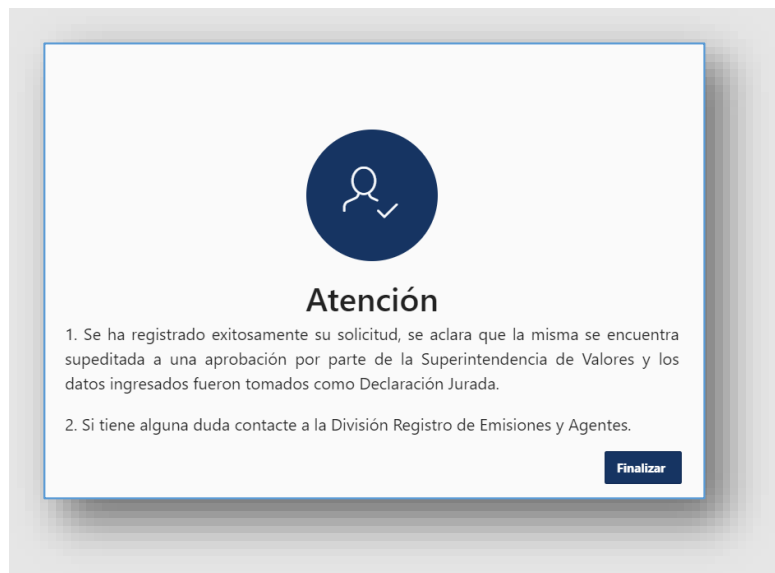 Atención
1. Se ha registrado exitosamente su solicitud, se aclara que la misma se encuentra
supeditada a una aprobación por parte de la Superintendencia de Valores y los
datos ingresados fueron tomados como Declaración Jurada.
2. Si tiene alguna duda contacte a la División Registro de Emisiones y Agentes.
Finalizar